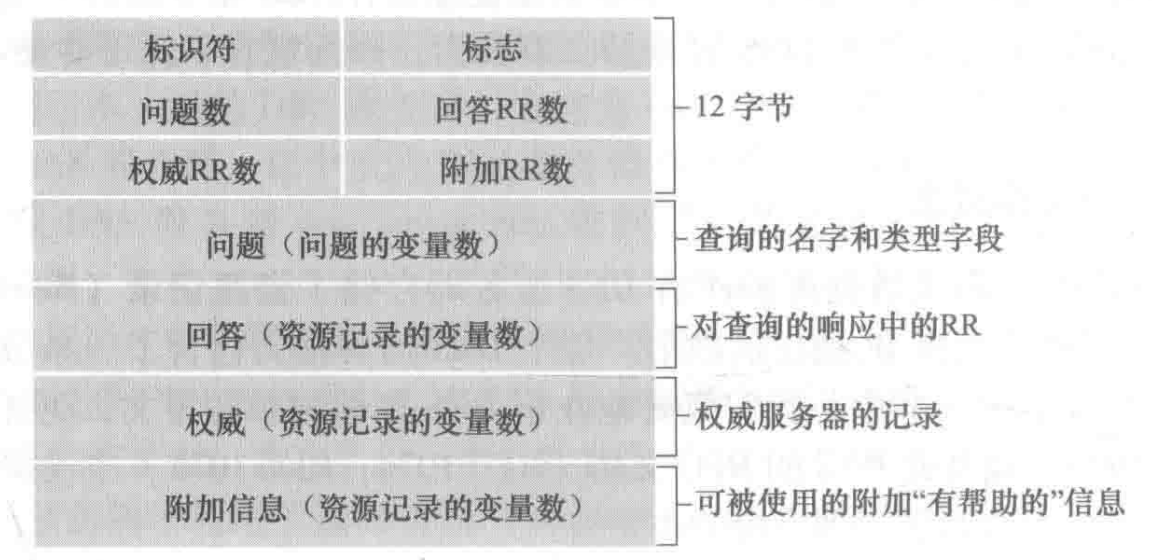 标识符 标志
问题数 回答RR数 12 字节
权威RR数 附加RR数
问题（问题的变量数） 查询的名字和类型字段
回答（资源记录的变量数） 对查询的响应中的RR
权威（资源记录的变量数） 权威服务器的记录
附加信息（资源记录的变量数） 可被使用的附加“有帮助的”信息